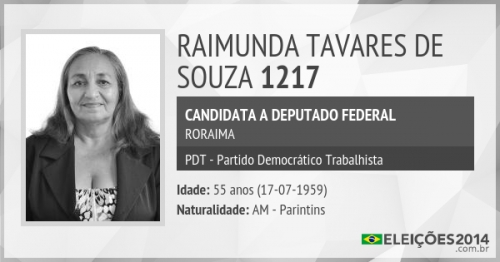 RAIMUNDA TAVARES DE
SOUZA 1217
CANDIDATA A DEPUTADO FEDERAL
RORAIMA
PDT - Partido Democrático Trabalhista
Idade: 55 anos (17-07-1959)
Naturalidade: AM - Parintins
ELEIÇÕES2014
.com.br